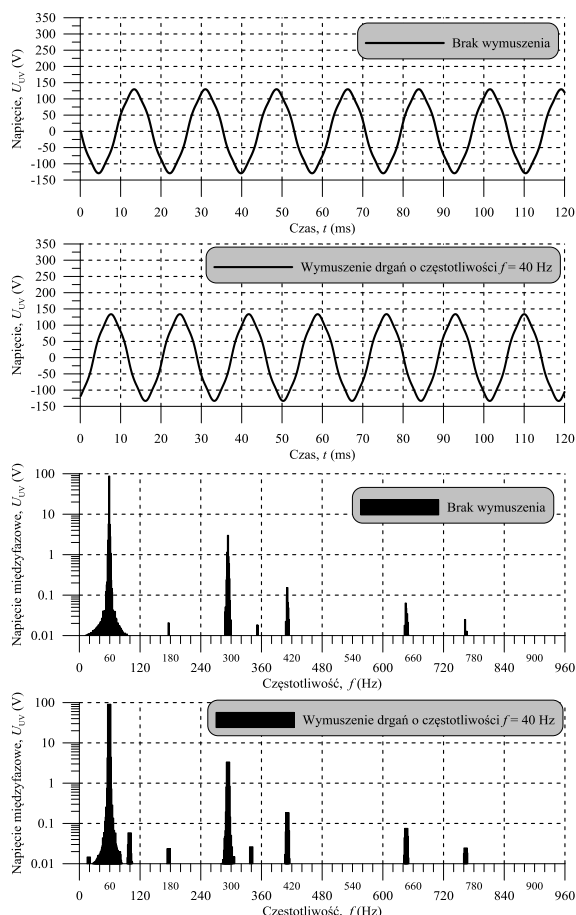 Napięcie, U_UV (V)
350
300
250
200
150
100
50
0
-50
-100
-150
Brak wymuszenia
0 10 20 30 40 50 60 70 80 90 100 110 120
Czas, t (ms)
Napięcie, U_UV (V)
350
300
250
200
150
100
50
0
-50
-100
-150
Wymuszenie drgań o częstotliwości f = 40 Hz
0 10 20 30 40 50 60 70 80 90 100 110 120
Czas, t (ms)
Napięcie międzyfazowe, U_UV (V)
100
10
1
0.1
0.01
Brak wymuszenia
0 60 120 180 240 300 360 420 480 540 600 660 720 780 840 900 960
Częstotliwość, f (Hz)
Napięcie międzyfazowe, U_UV (V)
100
10
1
0.1
0.01
Wymuszenie drgań o częstotliwości f = 40 Hz
0 60 120 180 240 300 360 420 480 540 600 660 720 780 840 900 960
Częstotliwość, f (Hz)